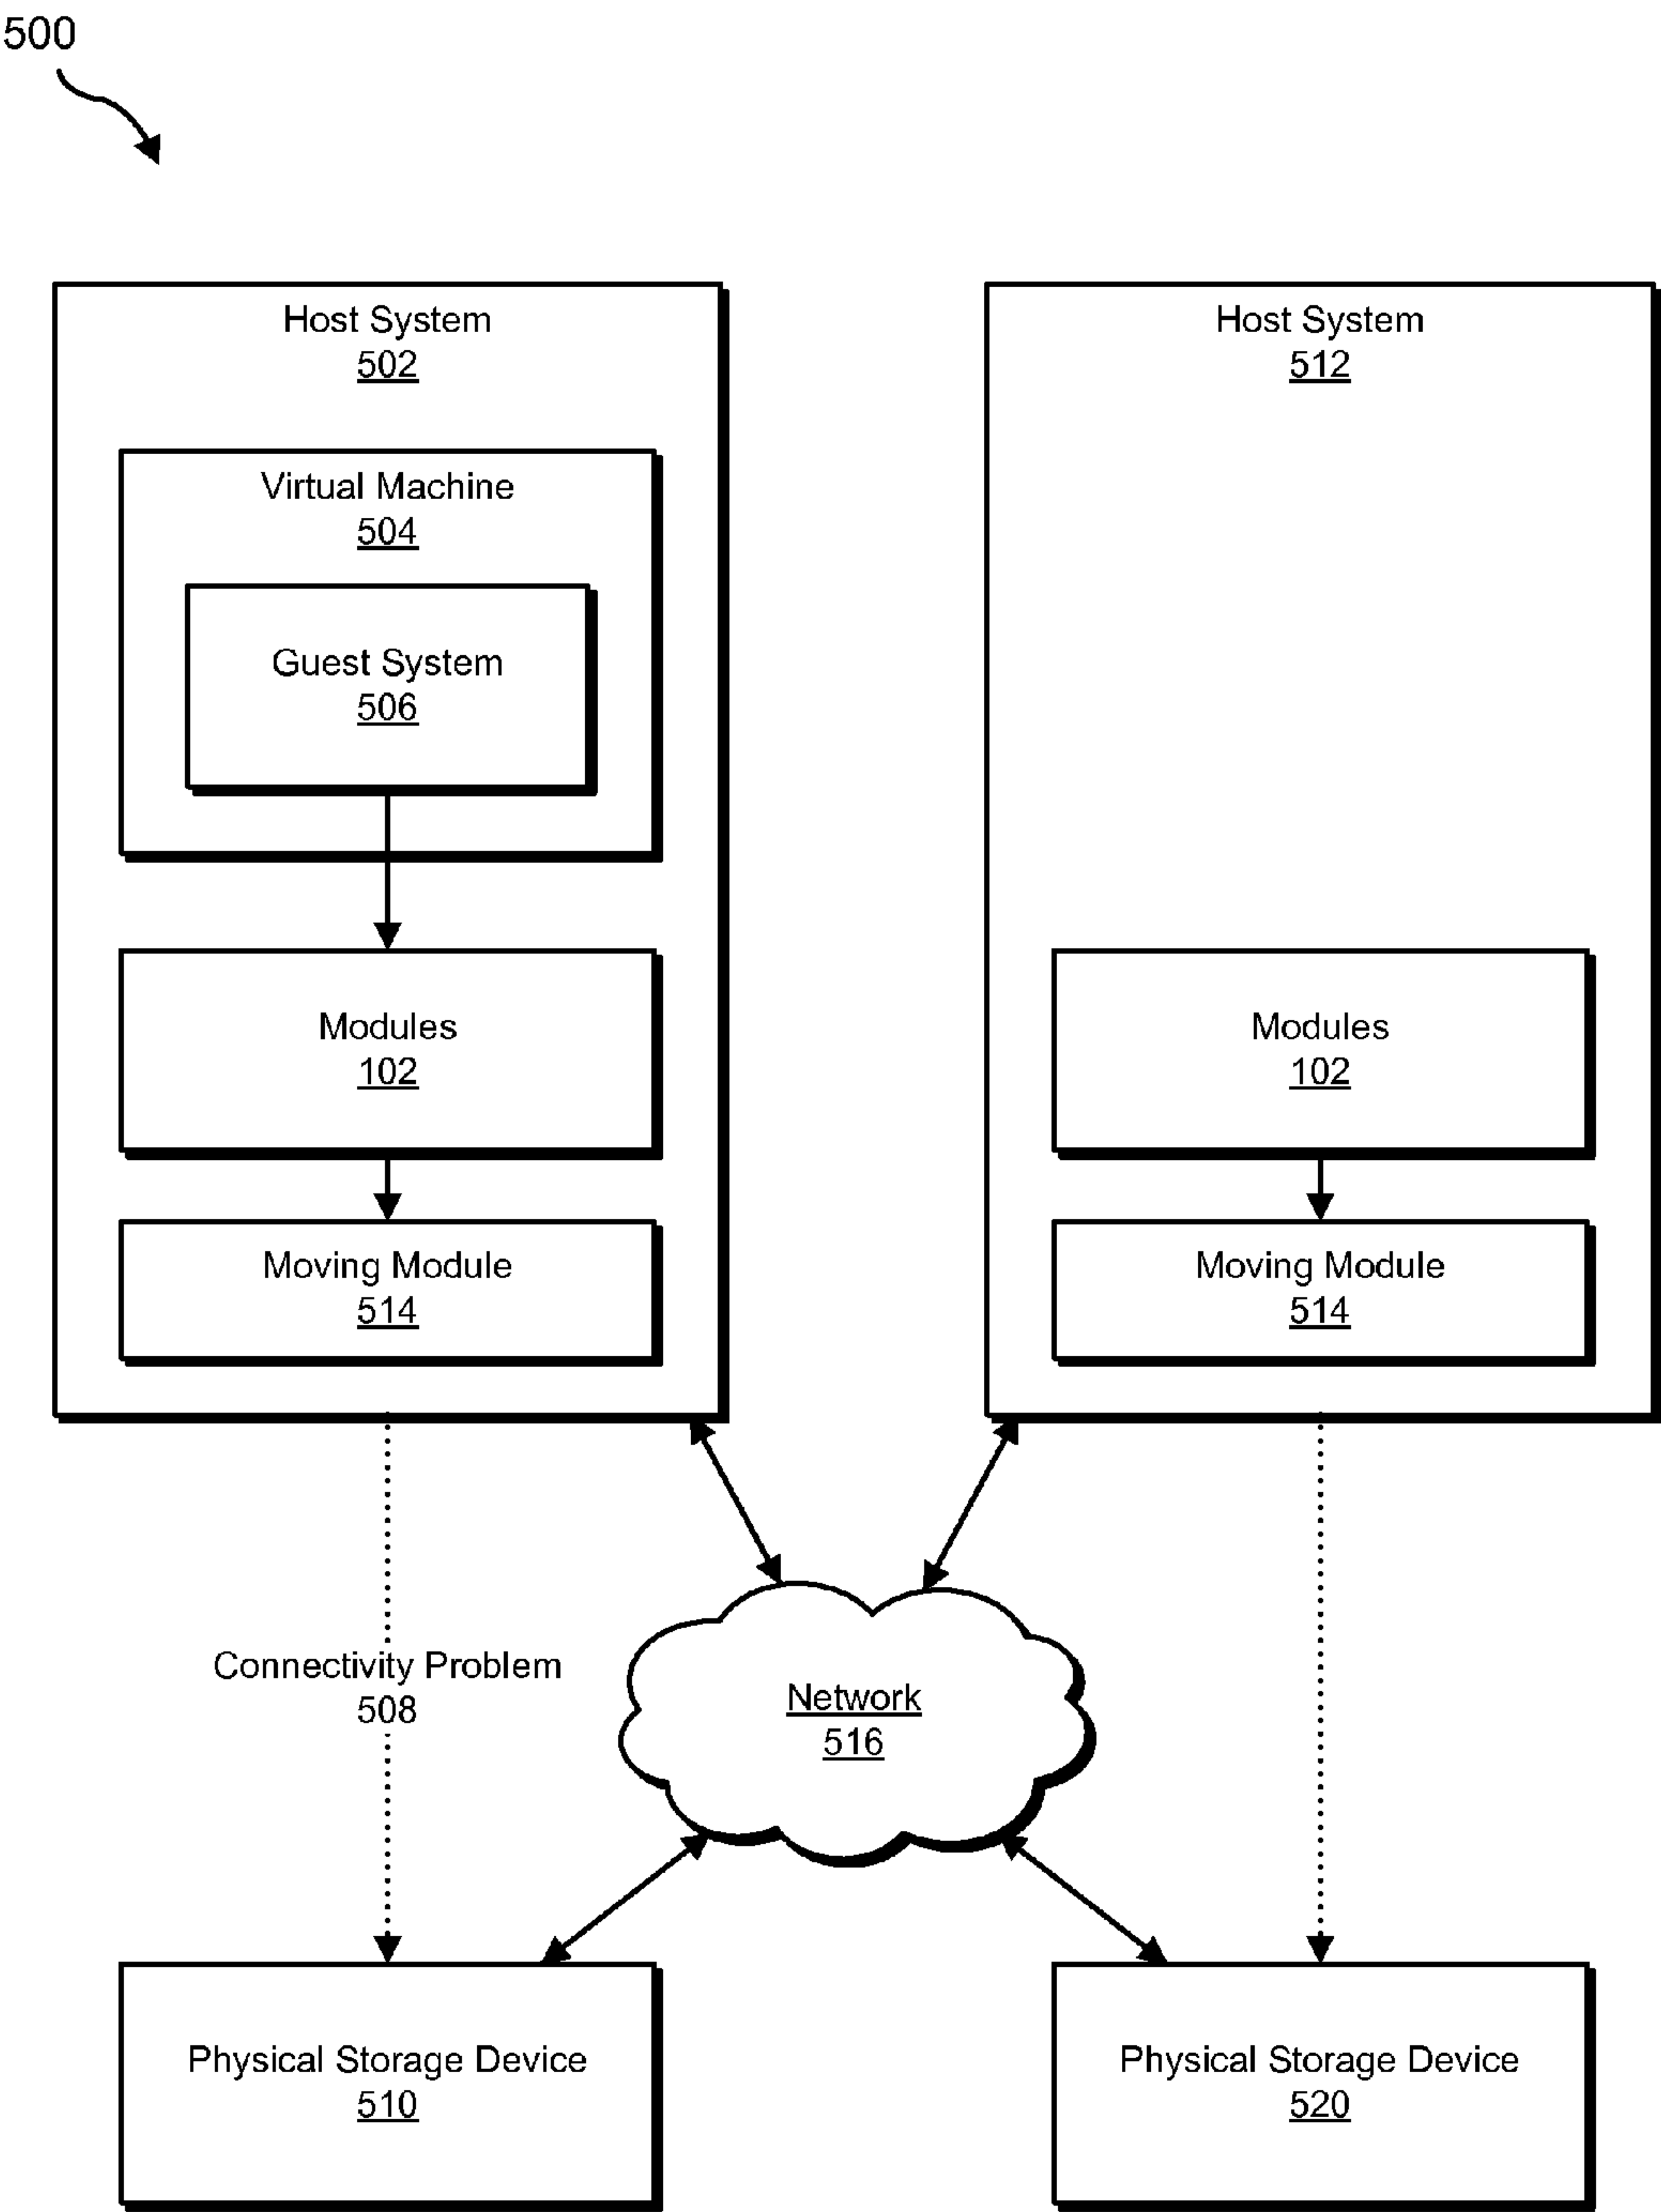 500
Host System
502
Virtual Machine
504
Guest System
506
Modules
102
Moving Module
514
Host System
512
Modules
102
Moving Module
514
Connectivity Problem
508
Network
516
Physical Storage Device
510
Physical Storage Device
520